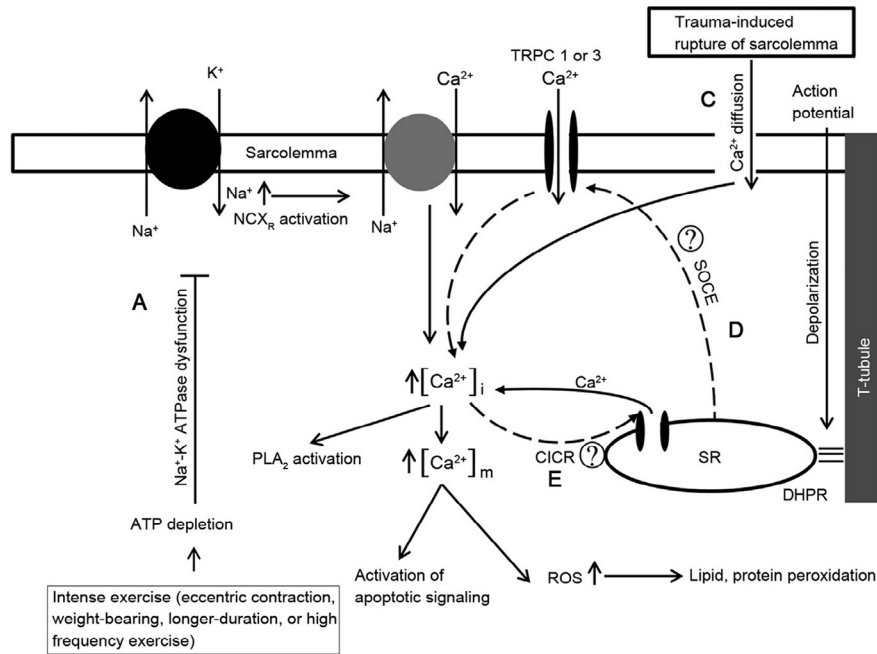 Trauma-induced
rupture of sarcolemma
K⁺
Ca²⁺
TRPC 1 or 3
Ca²⁺
C
Ca²⁺ diffusion
Action
potential
Sarcolemma
Na⁺
Na⁺ ↑
NCX_R activation
Na⁺
? SOCE
A
Na⁺-K⁺ ATPase dysfunction
D
Depolarization
T-tubule
↑[Ca²⁺]_i
Ca²⁺
PLA₂ activation
↑[Ca²⁺]_m
CICR ?
E
SR
DHPR
ATP depletion
Activation of
apoptotic signaling
ROS ↑
Lipid, protein peroxidation
Intense exercise (eccentric contraction,
weight-bearing, longer-duration, or high
frequency exercise)